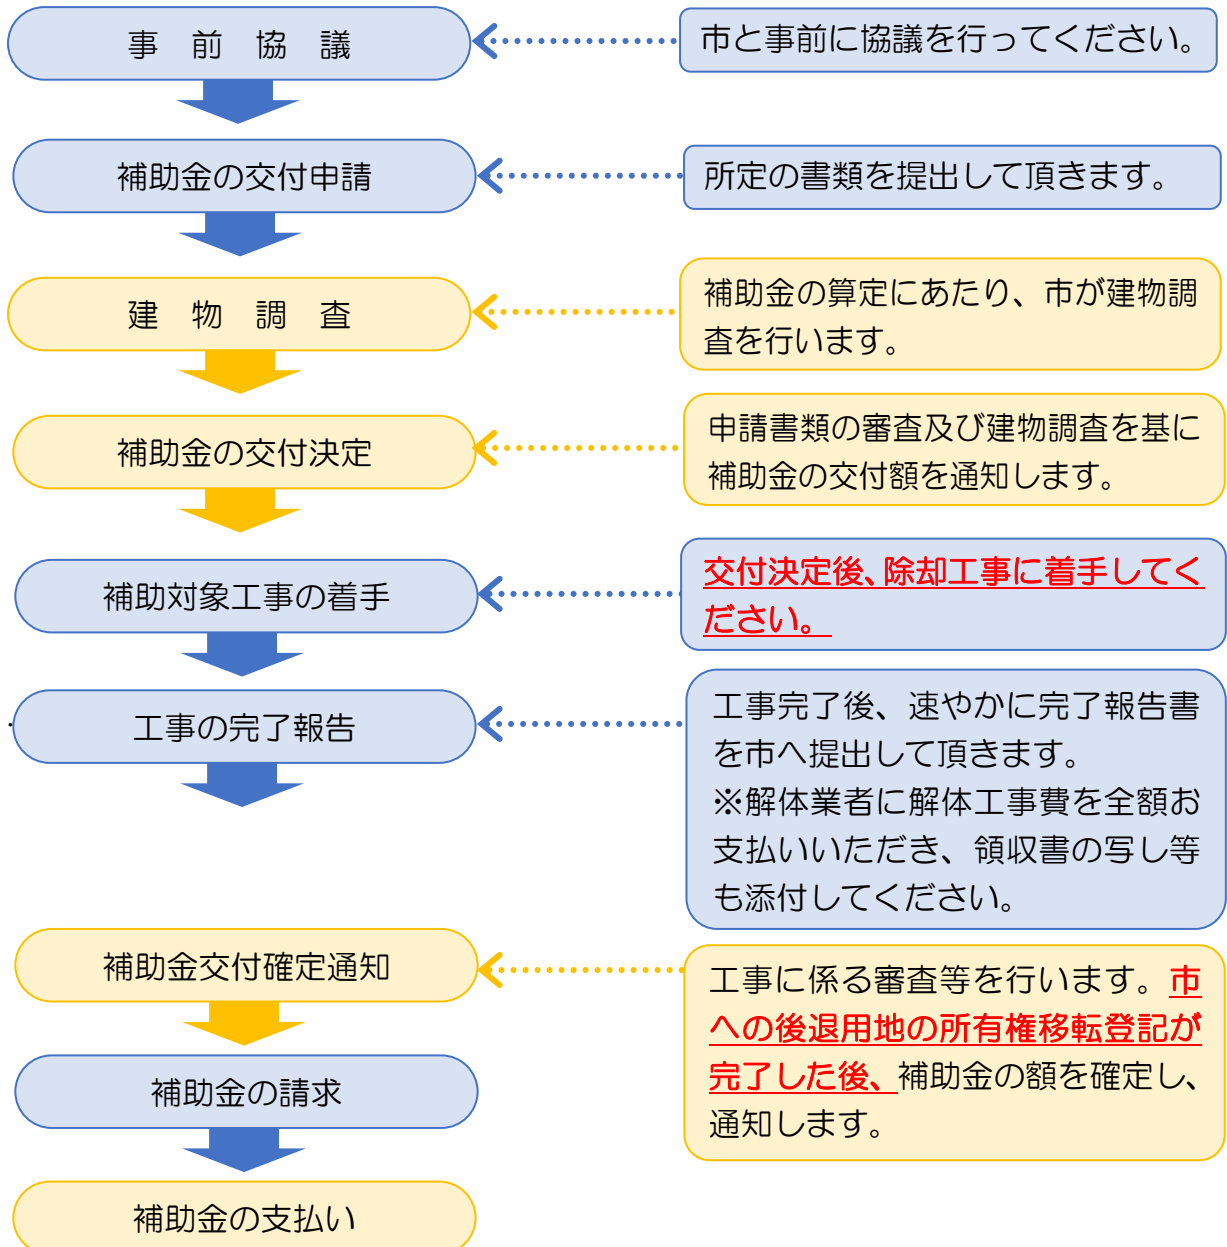 事 前 協 議
市と事前に協議を行ってください。
補助金の交付申請
所定の書類を提出して頂きます。
建 物 調 査
補助金の算定にあたり、市が建物調
査を行います。
補助金の交付決定
申請書類の審査及び建物調査を基に
補助金の交付額を通知します。
補助対象工事の着手
交付決定後、除却工事に着手してく
ださい。
工事の完了報告
工事完了後、速やかに完了報告書
を市へ提出して頂きます。
※解体業者に解体工事費を全額お
支払いいただき、領収書の写し等
も添付してください。
補助金交付確定通知
工事に係る審査等を行います。市
への後退用地の所有権移転登記が
完了した後、補助金の額を確定し、
通知します。
補助金の請求
補助金の支払い